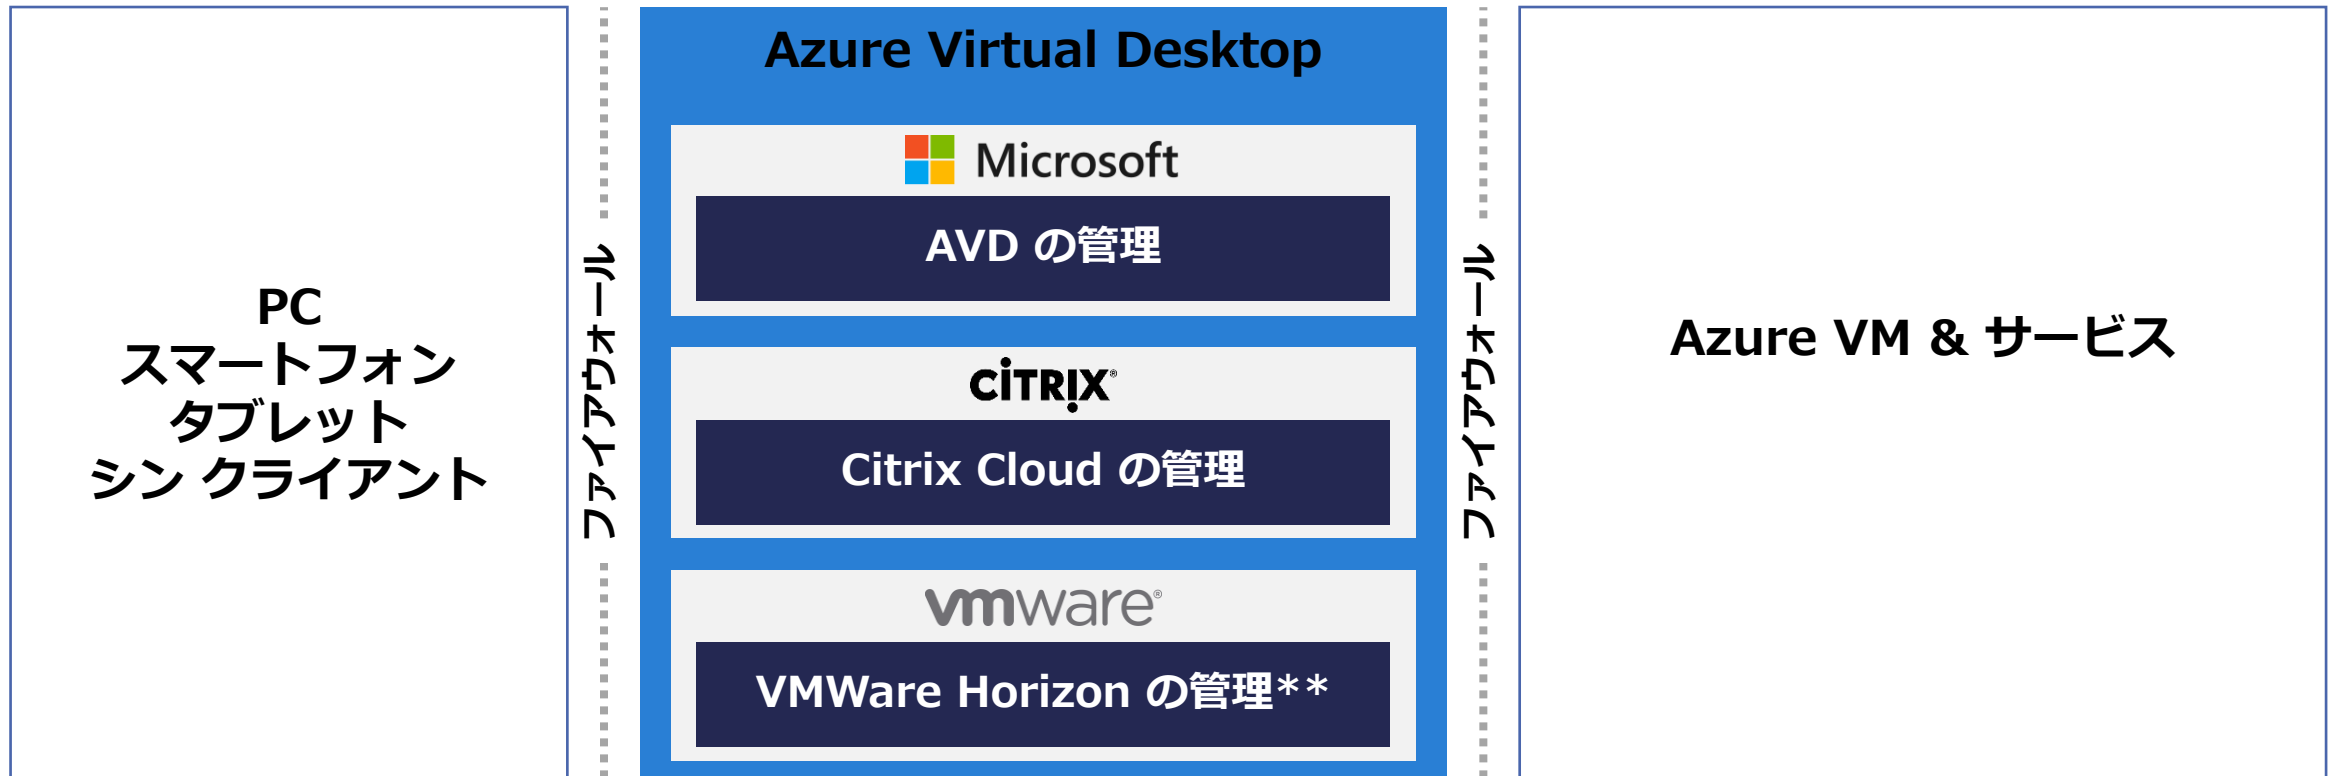 PC
スマートフォン
タブレット
シン クライアント
ファイアウォール
Azure Virtual Desktop
Microsoft
AVD の管理
CITRIX®
Citrix Cloud の管理
vmware®
VMWare Horizon の管理**
ファイアウォール
Azure VM & サービス